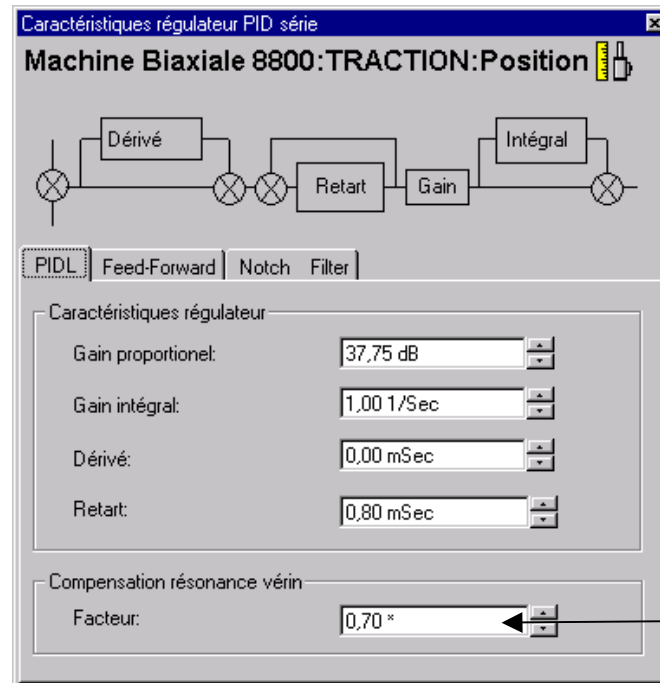 Caractéristiques régulateur PID série
Machine Biaxiale 8800:TRACTION:Position
Dérivé
Intégral
Retart
Gain
PIDL
Feed-Forward
Notch Filter
Caractéristiques régulateur
Gain proportionel:
37,75 dB
Gain intégral:
1,00 1/Sec
Dérivé:
0,00 mSec
Retart:
0,80 mSec
Compensation résonance vérin
Facteur:
0,70 *